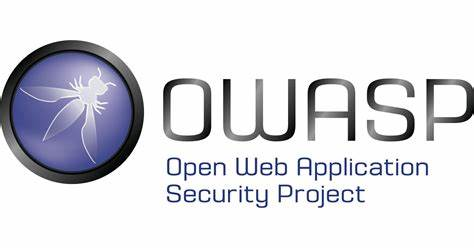 OWASP
Open Web Application
Security Project